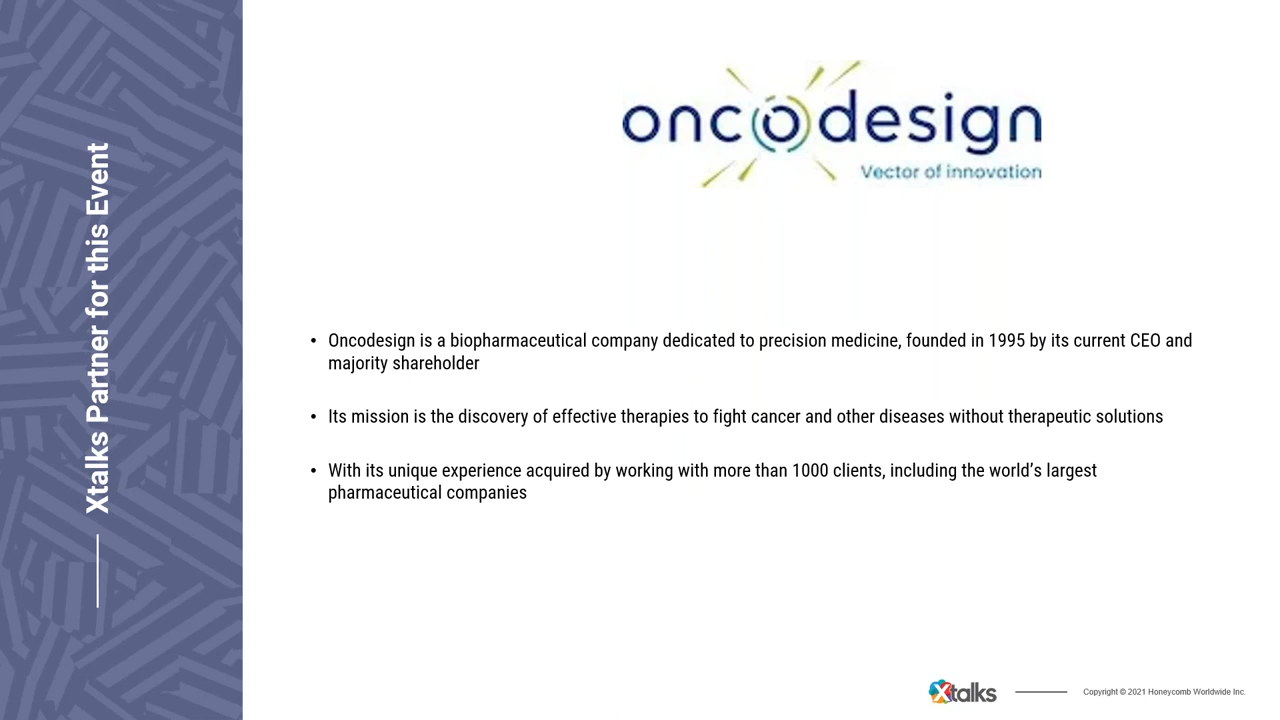 Xtalks Partner for this Event
oncodesign
Vector of innovation
• Oncodesign is a biopharmaceutical company dedicated to precision medicine, founded in 1995 by its current CEO and
majority shareholder
• Its mission is the discovery of effective therapies to fight cancer and other diseases without therapeutic solutions
• With its unique experience acquired by working with more than 1000 clients, including the world’s largest
pharmaceutical companies
Xtalks
Copyright © 2021 Honeycomb Worldwide Inc.